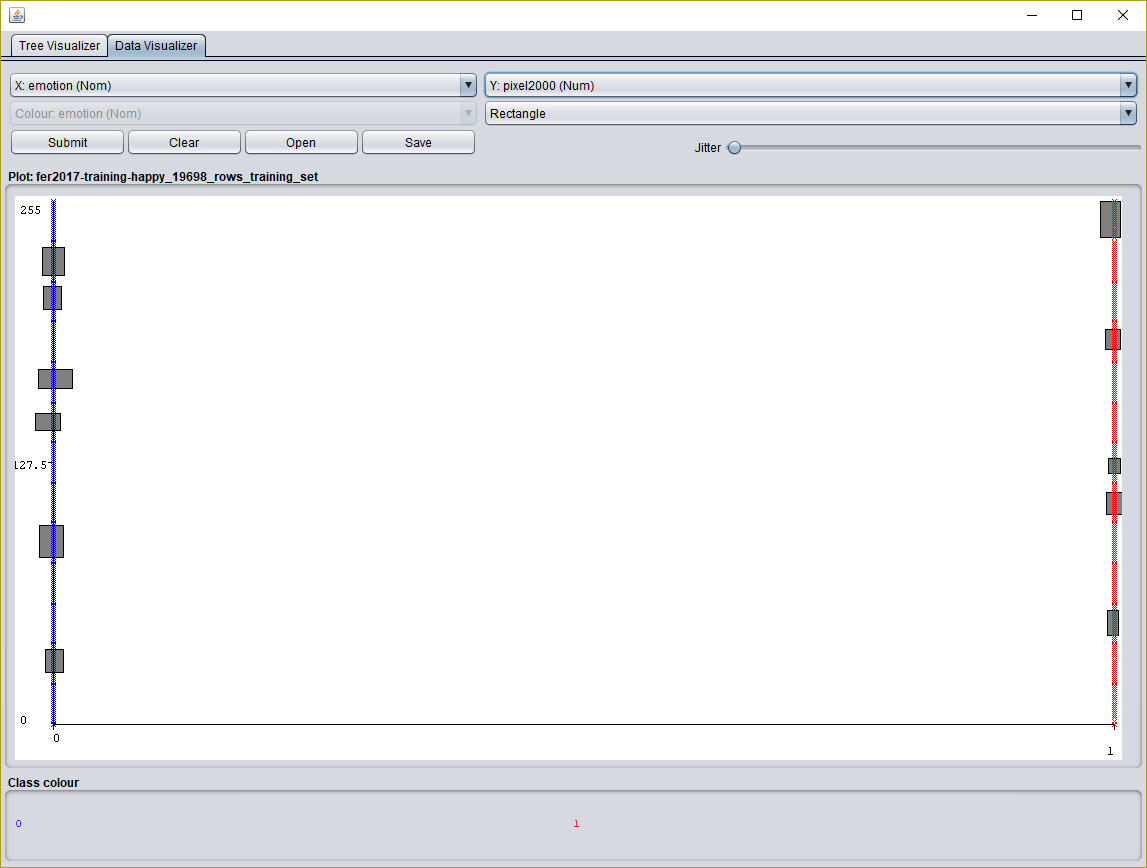 Tree Visualizer Data Visualizer
X: emotion (Nom) Y: pixel2000 (Num)
Colour: emotion (Nom) Rectangle
Submit Clear Open Save Jitter
Plot: fer2017-training-happy_19698_rows_training_set
255
127.5
0
0
1
Class colour
0 1